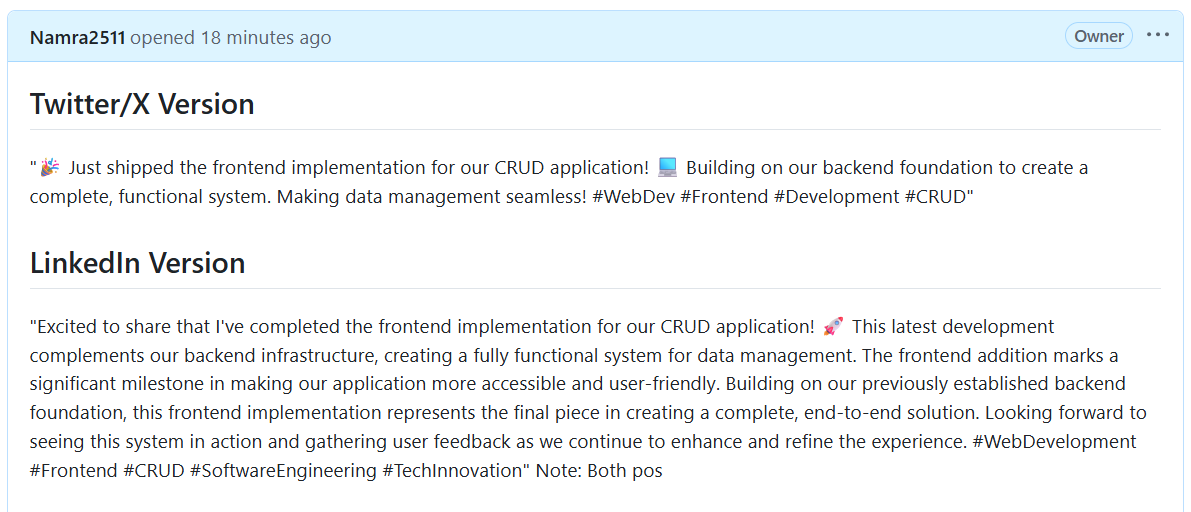 Namra2511 opened 18 minutes ago
Owner
Twitter/X Version
"🎉 Just shipped the frontend implementation for our CRUD application! 💻 Building on our backend foundation to create a
complete, functional system. Making data management seamless! #WebDev #Frontend #Development #CRUD"
LinkedIn Version
"Excited to share that I've completed the frontend implementation for our CRUD application! 🚀 This latest development
complements our backend infrastructure, creating a fully functional system for data management. The frontend addition marks a
significant milestone in making our application more accessible and user-friendly. Building on our previously established backend
foundation, this frontend implementation represents the final piece in creating a complete, end-to-end solution. Looking forward to
seeing this system in action and gathering user feedback as we continue to enhance and refine the experience. #WebDevelopment
#Frontend #CRUD #SoftwareEngineering #TechInnovation" Note: Both pos